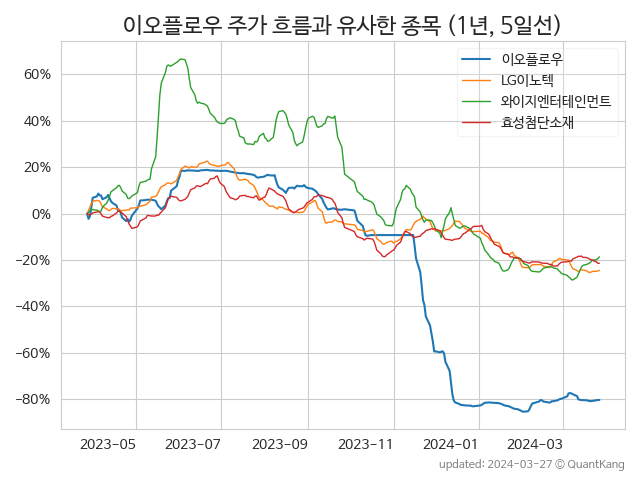 이오플로우 주가 흐름과 유사한 종목 (1년, 5일선)
이오플로우
LG이노텍
와이지엔터테인먼트
효성첨단소재
60%
40%
20%
0%
−20%
−40%
−60%
−80%
2023-05 2023-07 2023-09 2023-11 2024-01 2024-03
updated: 2024-03-27 © QuantKang